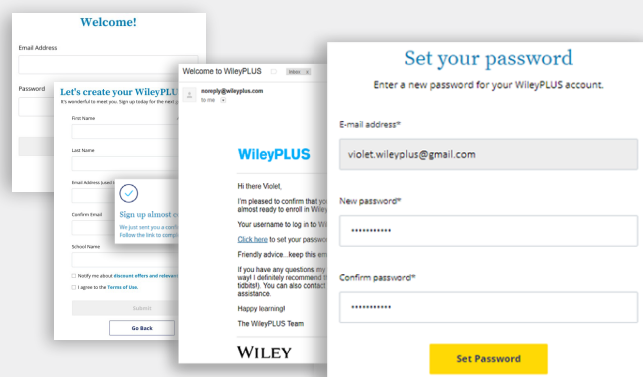 Welcome!
Email Address
Password
Let's create your WileyPLU
It's wonderful to meet you. Sign up today for the next
First Name
Last Name
Email Address (used
Confirm Email
School Name
Notify me about discount offers and relevan
I agree to the Terms of Use.
Submit
Go Back
Sign up almost c
We just sent you a conf
Follow the link to comp
Welcome to WileyPLUS
Inbox x
to me
WileyPLUS
Hi there Violet,
I'm pleased to confirm that yo
almost ready to enroll in Wiley
Your username to log in to Wi
Click here to set your passwo
Friendly advice...keep this em
If you have any questions my
way! I definitely recommend t
tidbits!). You can also contact
assistance.
Happy learning!
The WileyPLUS Team
WILEY
Set your password
Enter a new password for your WileyPLUS account.
E-mail address*
violet.wileyplus@gmail.com
New password*
•••••••••••
Confirm password*
•••••••••••
Set Password